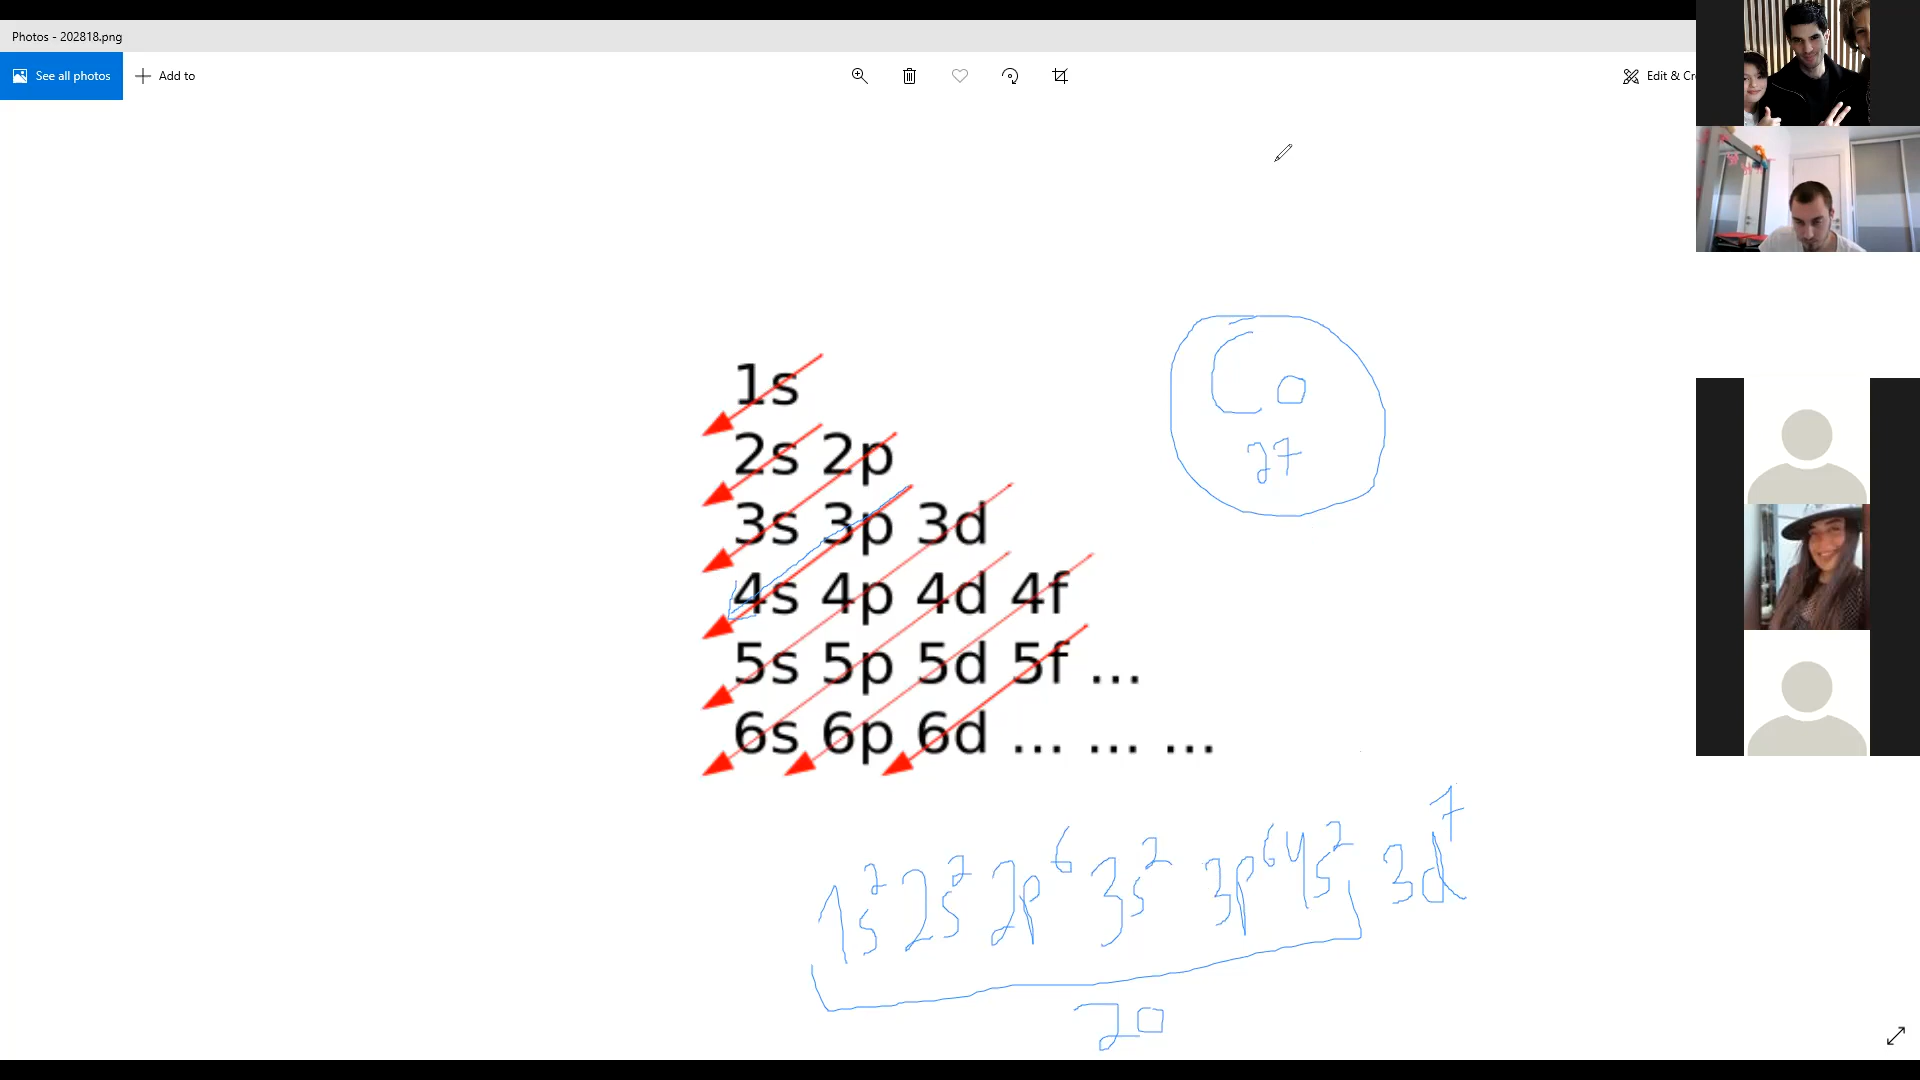 Photos - 202818.png
See all photos
Add to
Edit & Cr
Co
27
1s
2s 2p
3s 3p 3d
4s 4p 4d 4f
5s 5p 5d 5f ...
6s 6p 6d ... ... ...
1s² 2s² 2p⁶ 3s² 3p⁶ 4s² 3d⁷
20